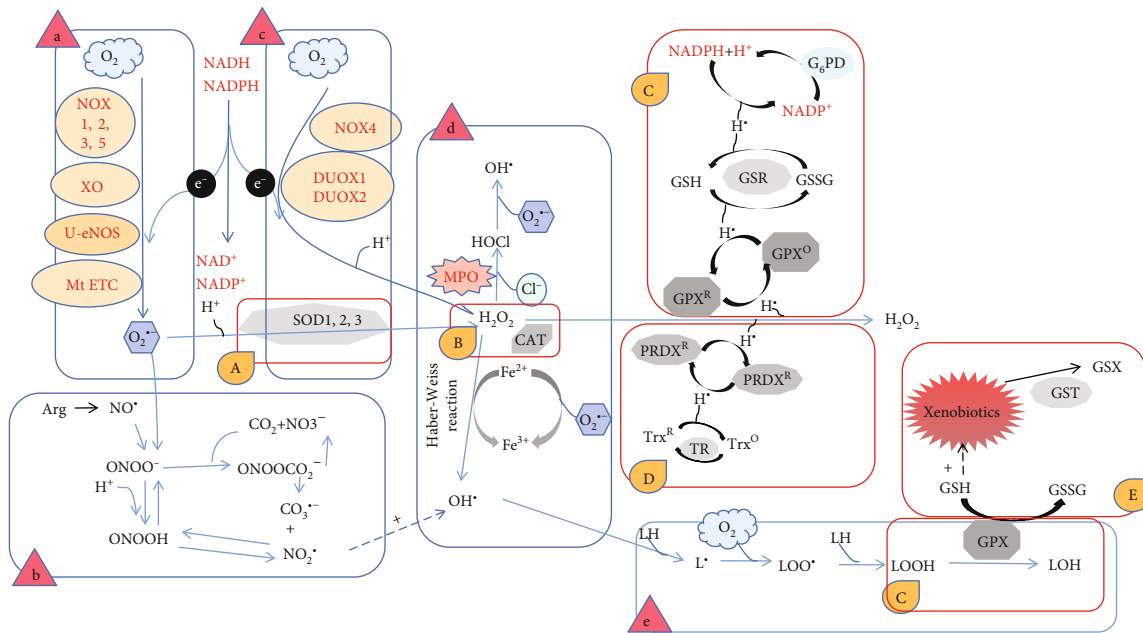 a
O₂
NOX
1, 2,
3, 5
XO
U-eNOS
Mt ETC
O₂•⁻
NADH
NADPH
e⁻
e⁻
NAD⁺
NADP⁺
H⁺
c
O₂
NOX4
DUOX1
DUOX2
H⁺
SOD1, 2, 3
A
b
Arg
NO•
CO₂+NO3⁻
ONOO⁻
ONOOCO₂⁻
H⁺
CO₃•⁻
+
ONOOH
NO₂•
+
d
OH•
O₂•⁻
HOCl
MPO
Cl⁻
H₂O₂
B
CAT
Haber-Weiss
reaction
Fe²⁺
O₂•⁻
Fe³⁺
OH•
H₂O₂
C
NADPH+H⁺
G₆PD
NADP⁺
H•
GSH
GSR
GSSG
H•
GPXᴼ
GPXᴿ
H•
H•
PRDXᴿ
PRDXᴿ
H•
Trxᴿ
TR
Trxᴼ
D
GSX
GST
Xenobiotics
+
GSH
GSSG
E
GPX
e
LH
L•
O₂
LOO•
LH
LOOH
LOH
C